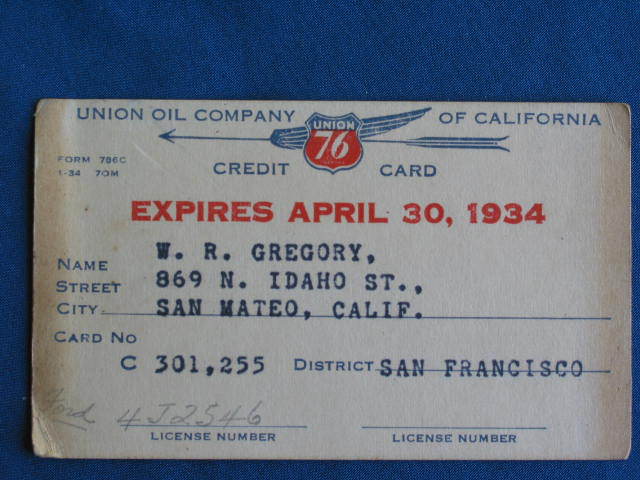 UNION OIL COMPANY OF CALIFORNIA
UNION
76
CREDIT CARD
FORM 786C
1-34 70M
EXPIRES APRIL 30, 1934
NAME W. R. GREGORY,
STREET 869 N. IDAHO ST.,
CITY SAN MATEO, CALIF.
CARD NO
C 301,255 DISTRICT SAN FRANCISCO
Ford 4J2546
LICENSE NUMBER LICENSE NUMBER